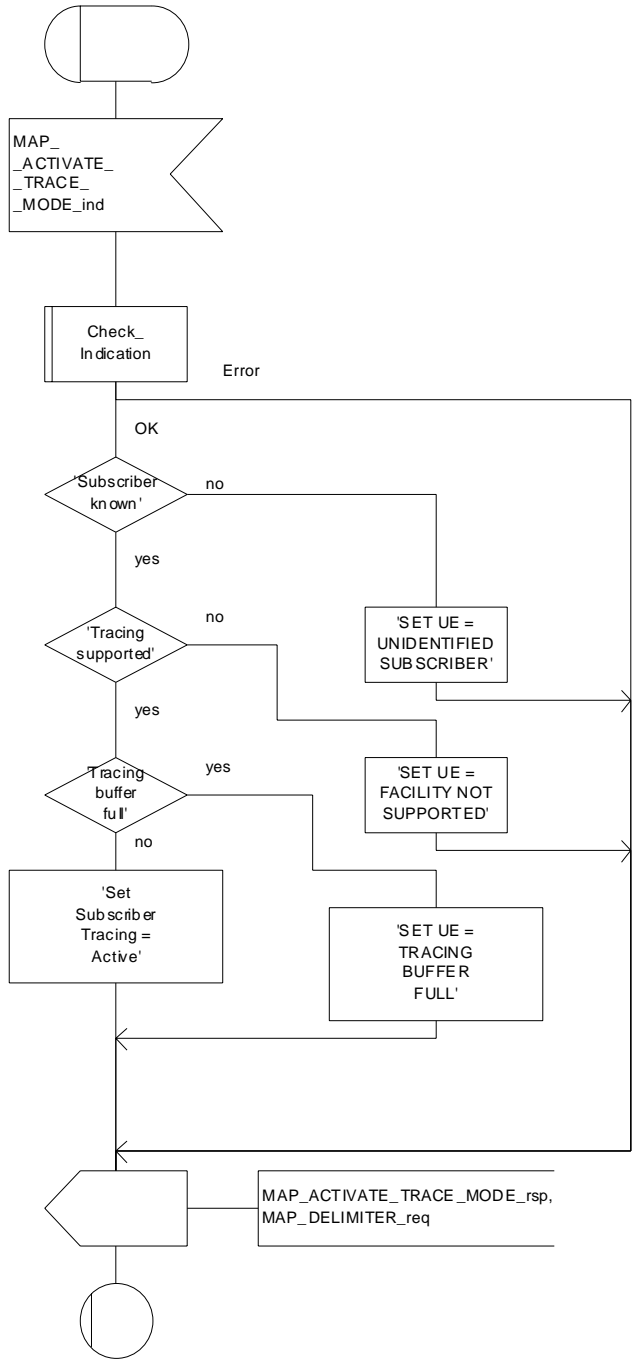 MAP_
_ACTIVATE_
_TRACE_
_MODE_ind
Check_
Indication
Error
OK
'Subscriber
known'
no
yes
'Tracing
supported'
no
'SET UE =
UNIDENTIFIED
SUBSCRIBER'
yes
'Tracing
buffer
full'
yes
'SET UE =
FACILITY NOT
SUPPORTED'
no
'Set
Subscriber
Tracing =
Active'
'SET UE =
TRACING
BUFFER
FULL'
MAP_ACTIVATE_TRACE_MODE_rsp,
MAP_DELIMITER_req